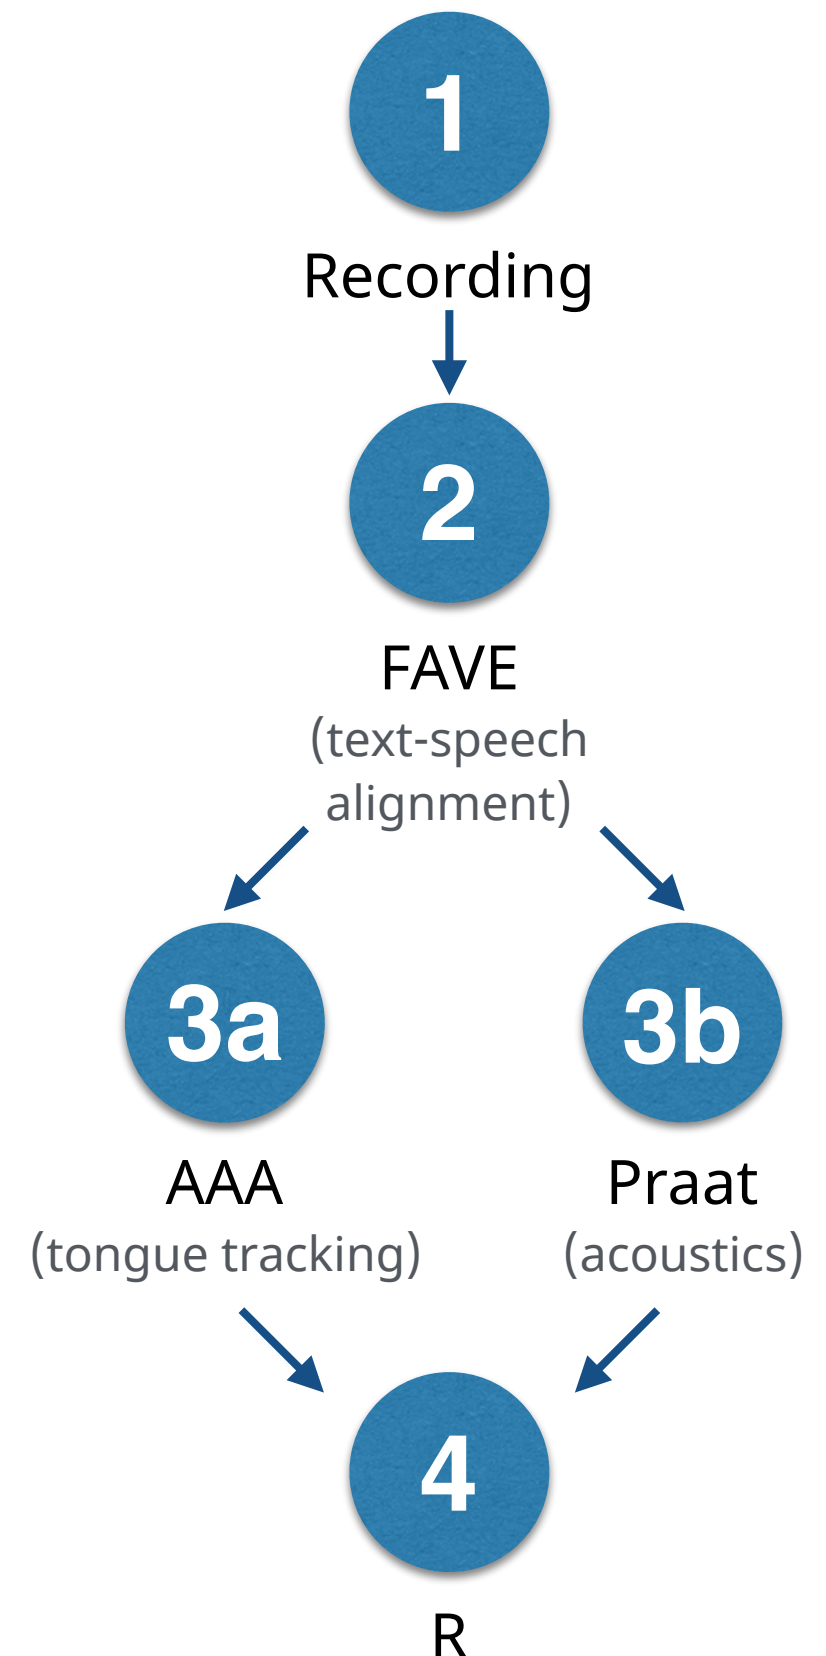 1
Recording
2
FAVE
(text-speech
alignment)
3a
3b
AAA
Praat
(tongue tracking)
(acoustics)
4
R